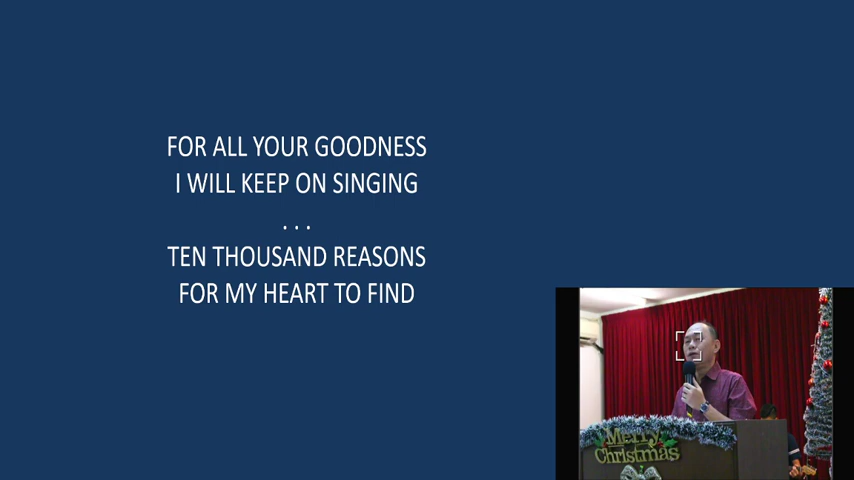 FOR ALL YOUR GOODNESS
I WILL KEEP ON SINGING
...
TEN THOUSAND REASONS
FOR MY HEART TO FIND
Merry
Christmas